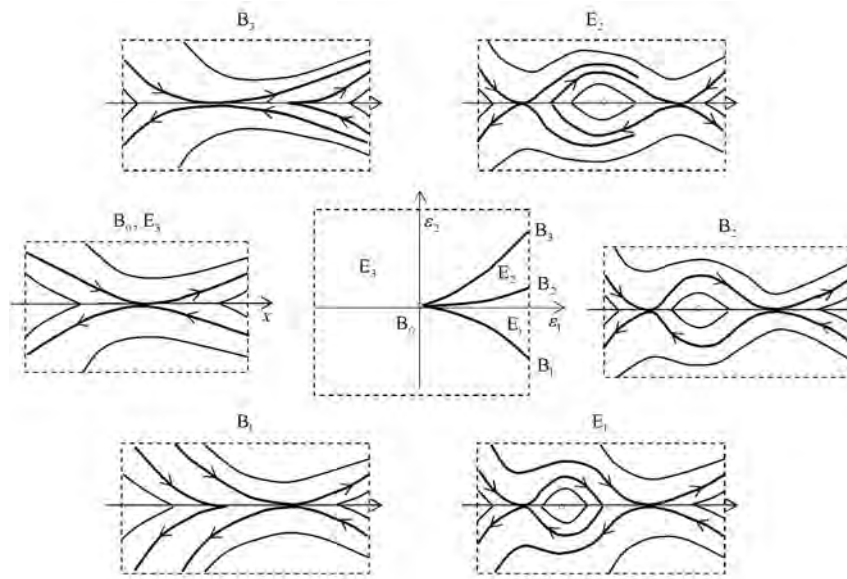 B₃
E₂
B₀, E₃
x
ε₂
B₃
E₃
E₂
B₂
B₀
E₁
ε₁
B₁
B₂
B₁
E₁